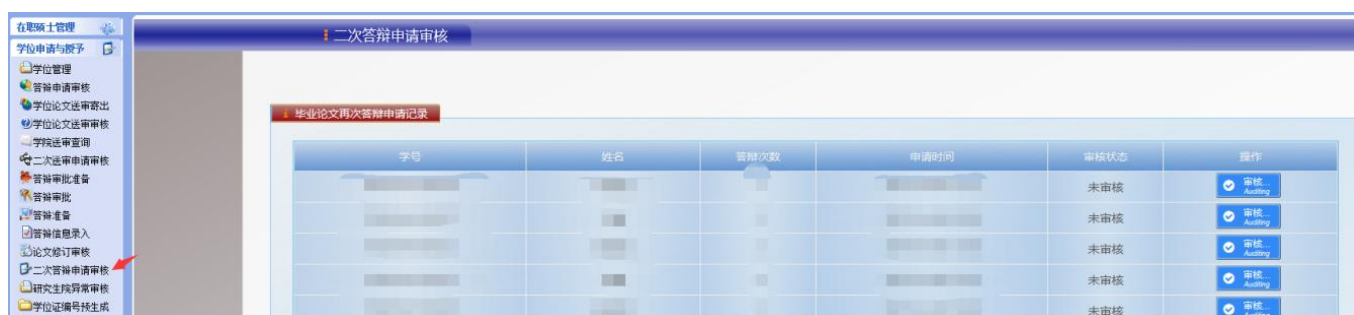 在职硕士管理
学位申请与授予
学位管理
答辩申请审核
学位论文送审寄出
学位论文送审审核
学院送审查询
二次送审申请审核
答辩审批准备
答辩审批
答辩准备
答辩信息录入
论文修订审核
二次答辩申请审核
研究生院异常审核
学位证编号预生成
二次答辩申请审核
毕业论文再次答辩申请记录
学号 姓名 答辩次数 申请时间 审核状态 操作
未审核 审核...
Auditing
未审核 审核...
Auditing
未审核 审核...
Auditing
未审核 审核...
Auditing
未审核 审核...
Auditing